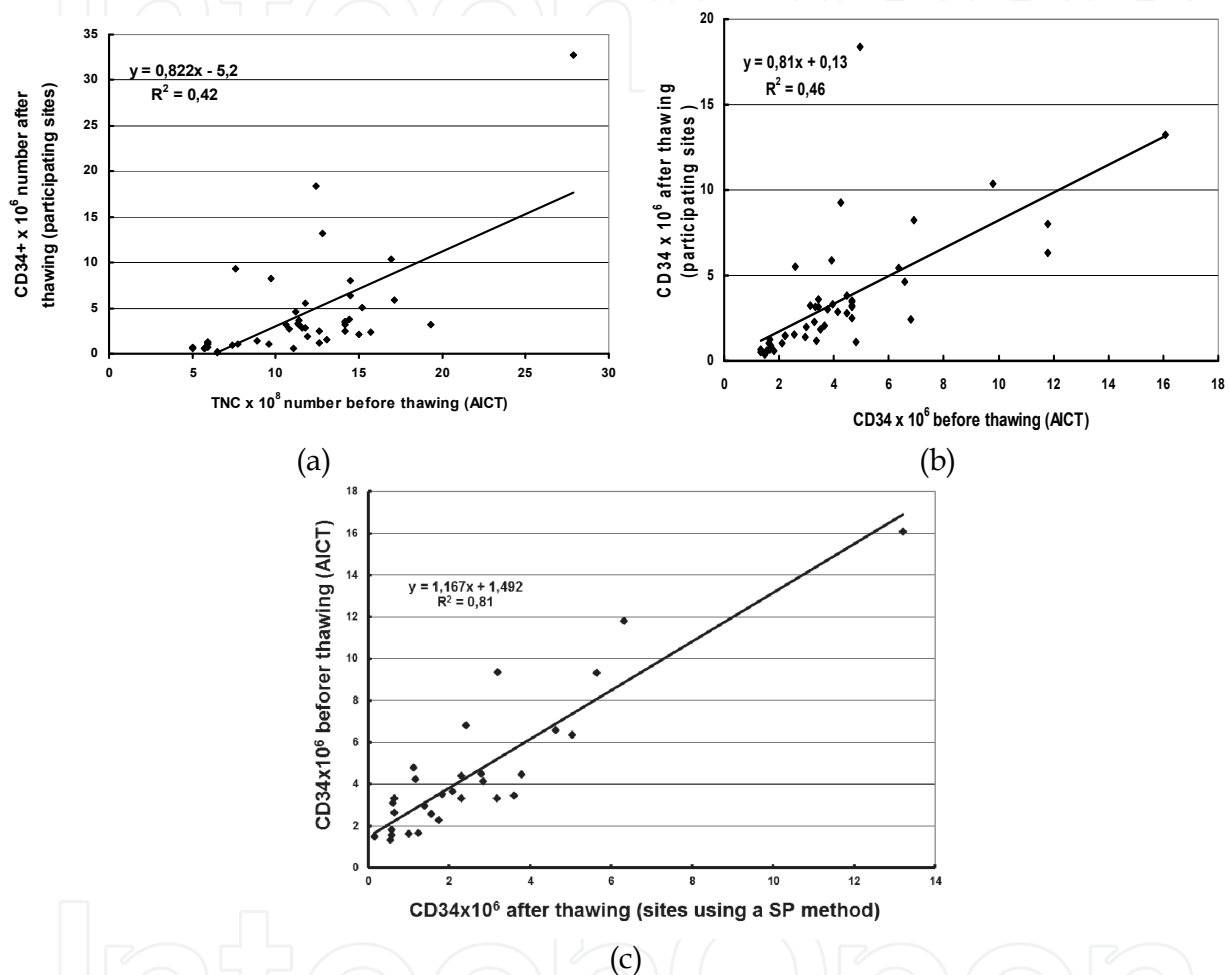 35
30
25
20
15
10
5
0
y = 0,822x - 5,2
R² = 0,42
CD34+ x 10⁶ number after
thawing (participating sites)
0 5 10 15 20 25 30
TNC x 10⁸ number before thawing (AICT)
(a)
20
15
10
5
0
y = 0,81x + 0,13
R² = 0,46
CD34 x 10⁶ after thawing
(participating sites )
0 2 4 6 8 10 12 14 16 18
CD34 x 10⁶ before thawing (AICT)
(b)
18
16
14
12
10
8
6
4
2
0
y = 1,167x + 1,492
R² = 0,81
CD34x10⁶ beforer thawing (AICT)
0 2 4 6 8 10 12 14
CD34x10⁶ after thawing (sites using a SP method)
(c)